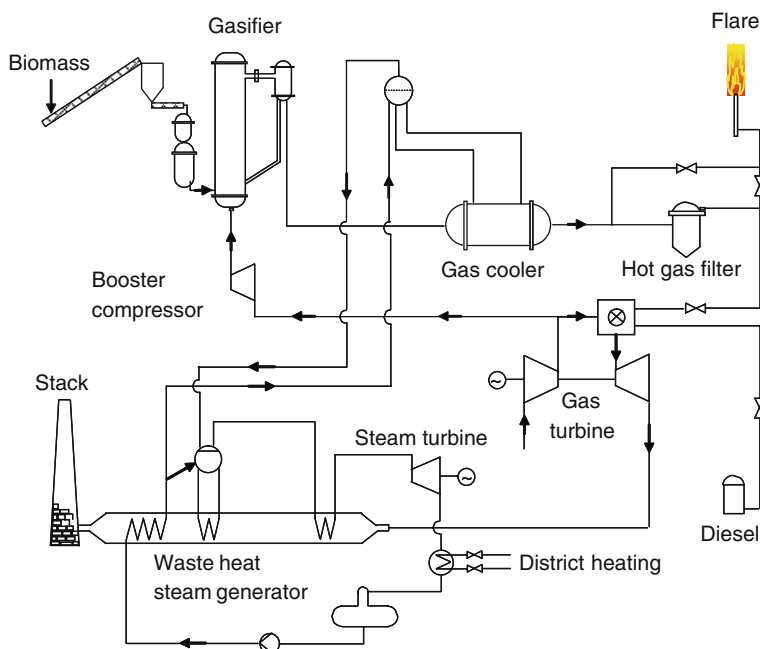 Gasifier
Flare
Biomass
Gas cooler
Hot gas filter
Booster
compressor
Stack
Gas
turbine
Steam turbine
~
~
Diesel
Waste heat
steam generator
District heating